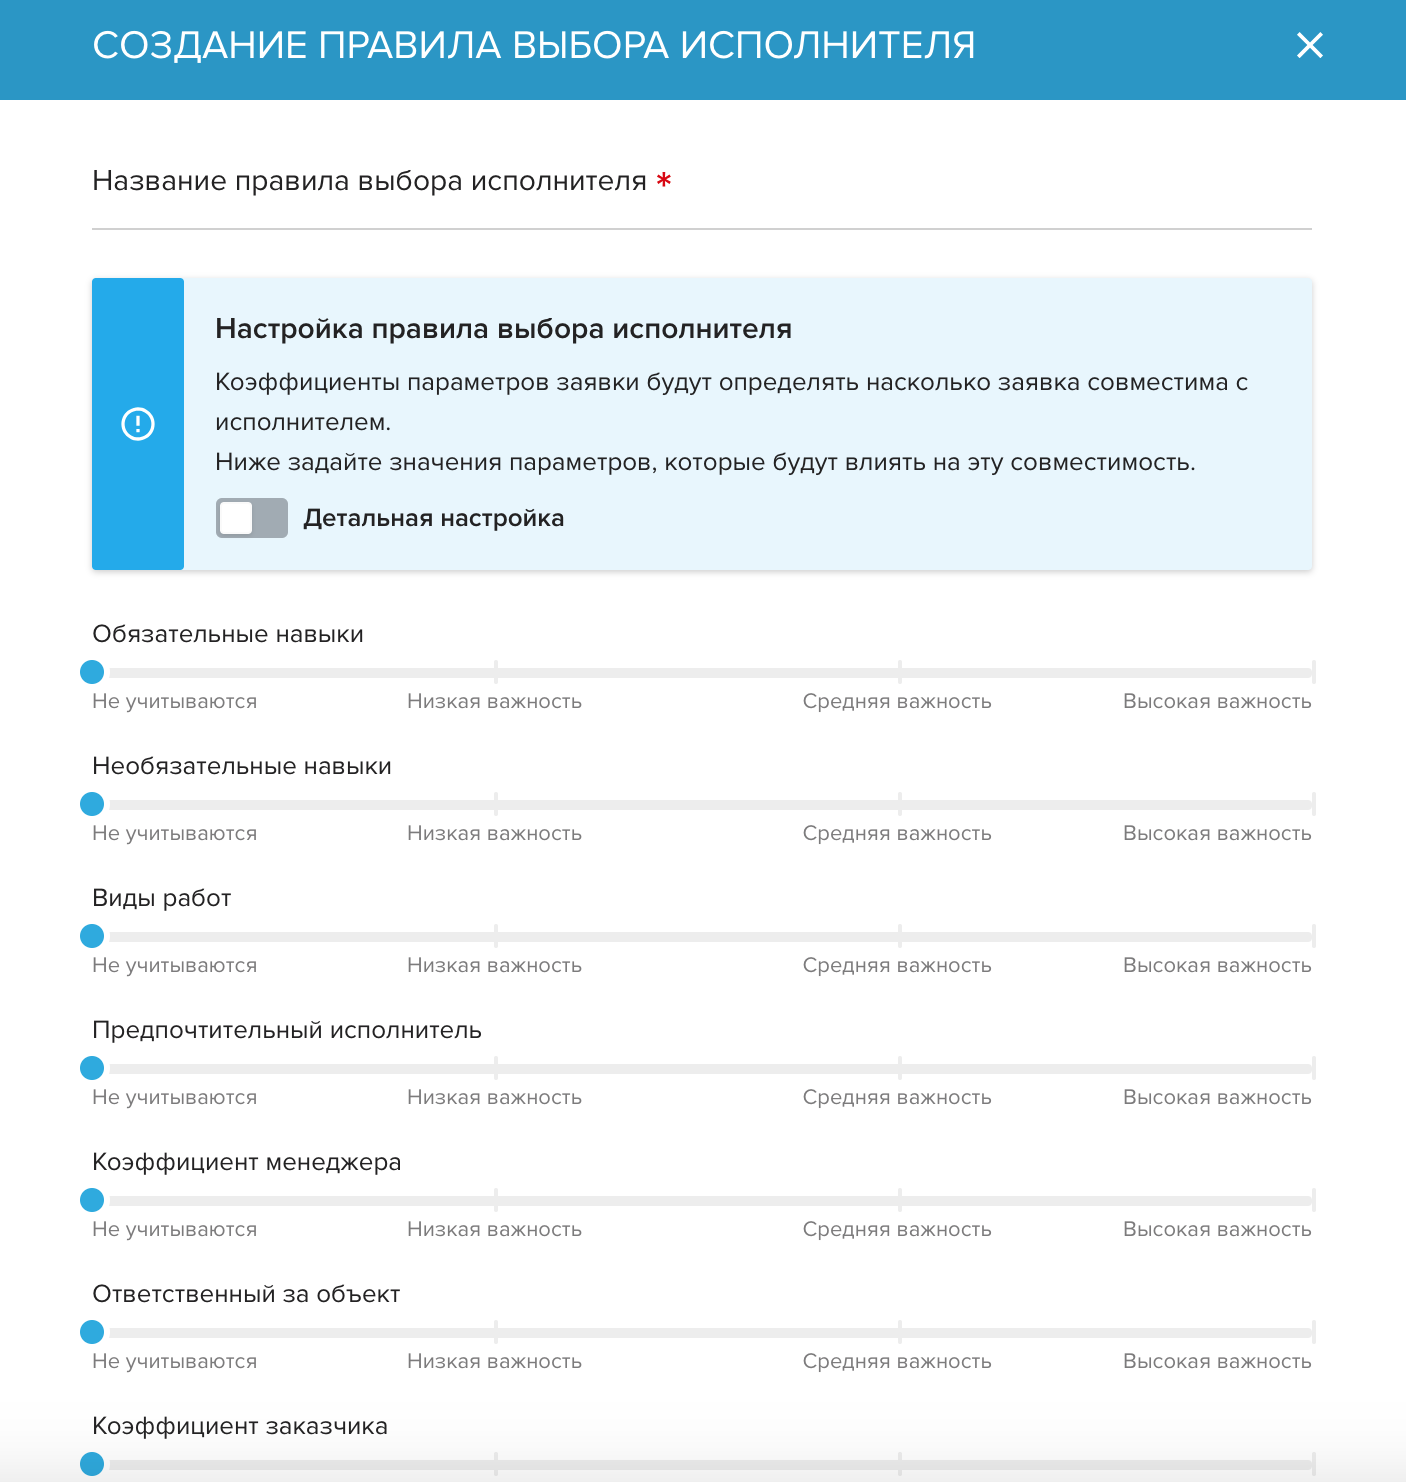 СОЗДАНИЕ ПРАВИЛА ВЫБОРА ИСПОЛНИТЕЛЯ
Название правила выбора исполнителя *
Настройка правила выбора исполнителя
Коэффициенты параметров заявки будут определять насколько заявка совместима с
исполнителем.
Ниже задайте значения параметров, которые будут влиять на эту совместимость.
Детальная настройка
Обязательные навыки
Не учитываются Низкая важность Средняя важность Высокая важность
Необязательные навыки
Не учитываются Низкая важность Средняя важность Высокая важность
Виды работ
Не учитываются Низкая важность Средняя важность Высокая важность
Предпочтительный исполнитель
Не учитываются Низкая важность Средняя важность Высокая важность
Коэффициент менеджера
Не учитываются Низкая важность Средняя важность Высокая важность
Ответственный за объект
Не учитываются Низкая важность Средняя важность Высокая важность
Коэффициент заказчика